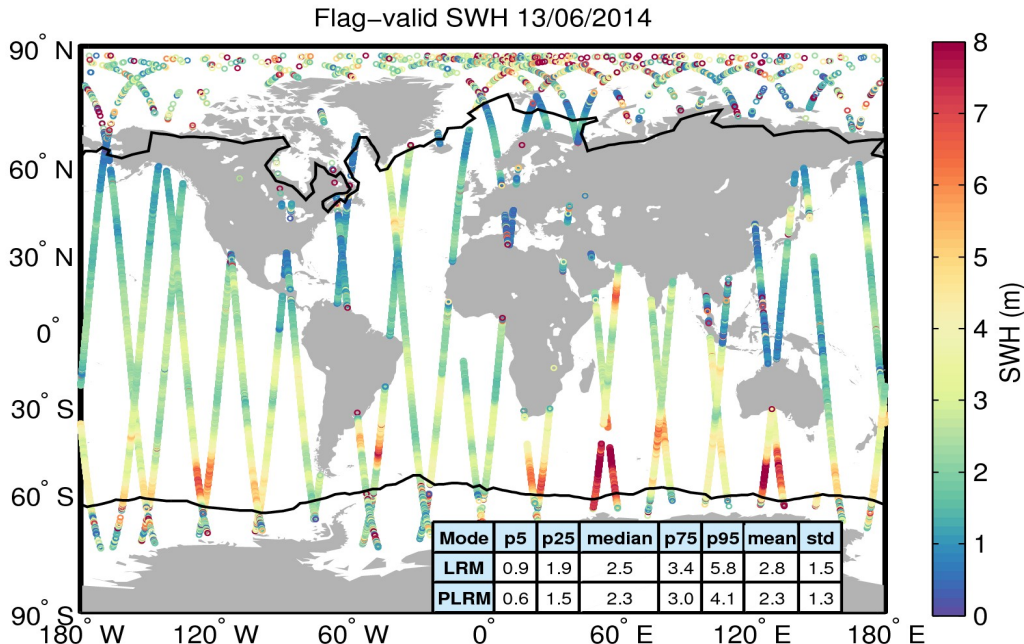 Flag−valid SWH 13/06/2014
90° N
60° N
30° N
0°
30° S
60° S
90° S
180° W
120° W
60° W
0°
60° E
120° E
180° E
Mode p5 p25 median p75 p95 mean std
LRM 0.9 1.9 2.5 3.4 5.8 2.8 1.5
PLRM 0.6 1.5 2.3 3.0 4.1 2.3 1.3
8
7
6
5
4
3
2
1
0
SWH (m)